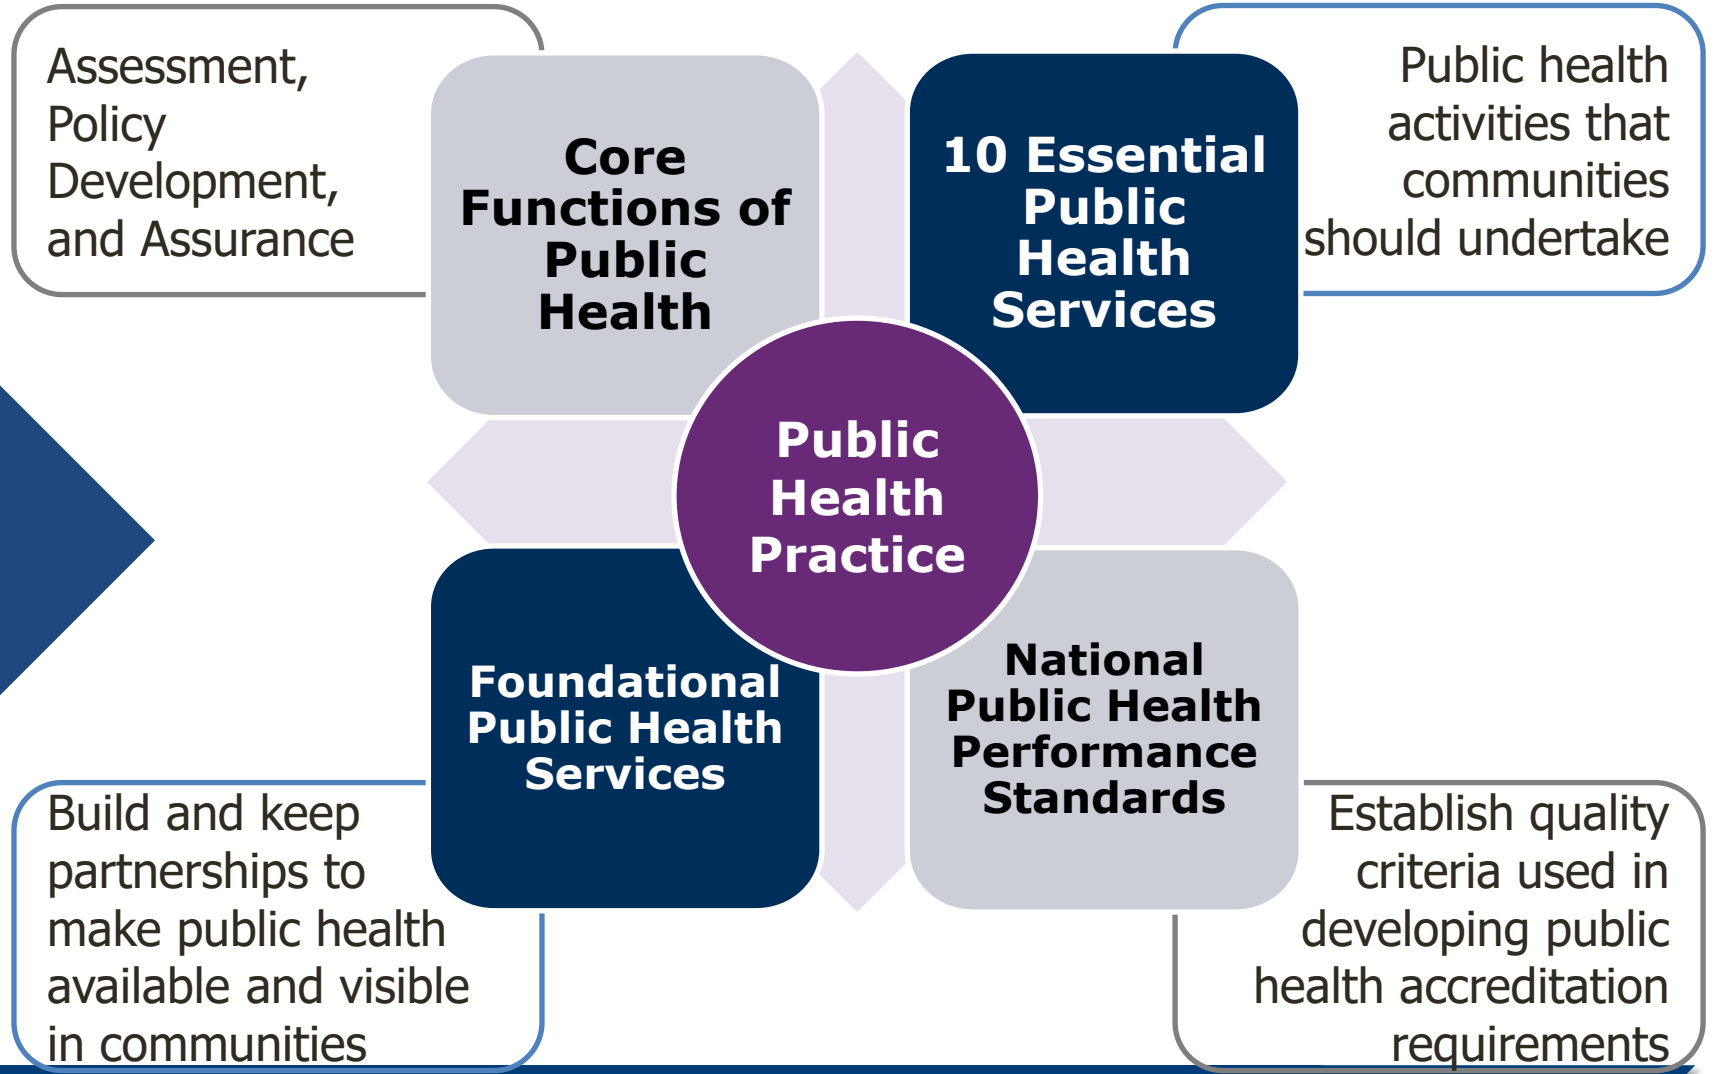 Assessment,
Policy
Development,
and Assurance
Core
Functions of
Public
Health
10 Essential
Public
Health
Services
Public health
activities that
communities
should undertake
Public
Health
Practice
Foundational
Public Health
Services
National
Public Health
Performance
Standards
Build and keep
partnerships to
make public health
available and visible
in communities
Establish quality
criteria used in
developing public
health accreditation
requirements